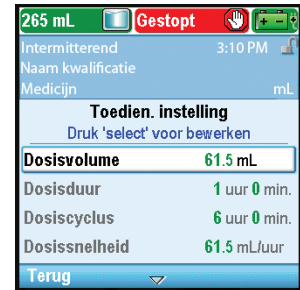 265 mL Gestopt
Intermitterend 3:10 PM
Naam kwalificatie
Medicijn mL
Toedien. instelling
Druk 'select' voor bewerken
Dosisvolume 61.5 mL
Dosisduur 1 uur 0 min.
Dosiscyclus 6 uur 0 min.
Dosissnelheid 61.5 mL/uur
Terug